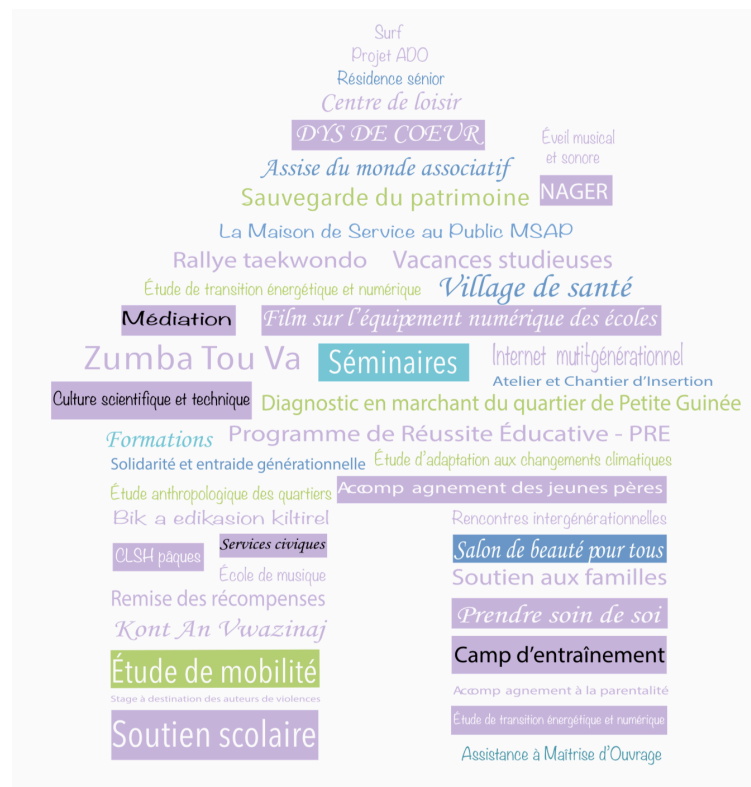 Surf
Projet ADO
Résidence sénior
Centre de loisir
DYS DE COEUR
Éveil musical
et sonore
Assise du monde associatif
Sauvegarde du patrimoine
NAGER
La Maison de Service au Public MSAP
Rallye taekwondo
Vacances studieuses
Étude de transition énergétique et numérique
Village de santé
Médiation
Film sur l'équipement numérique des écoles
Zumba Tou Va
Séminaires
Internet muti-générationnel
Atelier et Chantier d'Insertion
Culture scientifique et technique
Diagnostic en marchant du quartier de Petite Guinée
Formations
Programme de Réussite Éducative - PRE
Solidarité et entraide générationnelle
Étude d'adaptation aux changements climatiques
Étude anthropologique des quartiers
Accomp agnement des jeunes pères
Bik a edikasion kiltirel
Rencontres intergénérationnelles
CLSH pâques
Services civiques
Salon de beauté pour tous
École de musique
Soutien aux familles
Remise des récompenses
Prendre soin de soi
Kont An Vwazinaj
Camp d'entraînement
Étude de mobilité
Accomp agnement à la parentalité
Stage à destination des auteurs de violences
Soutien scolaire
Étude de transition énergétique et numérique
Assistance à Maîtrise d'Ouvrage